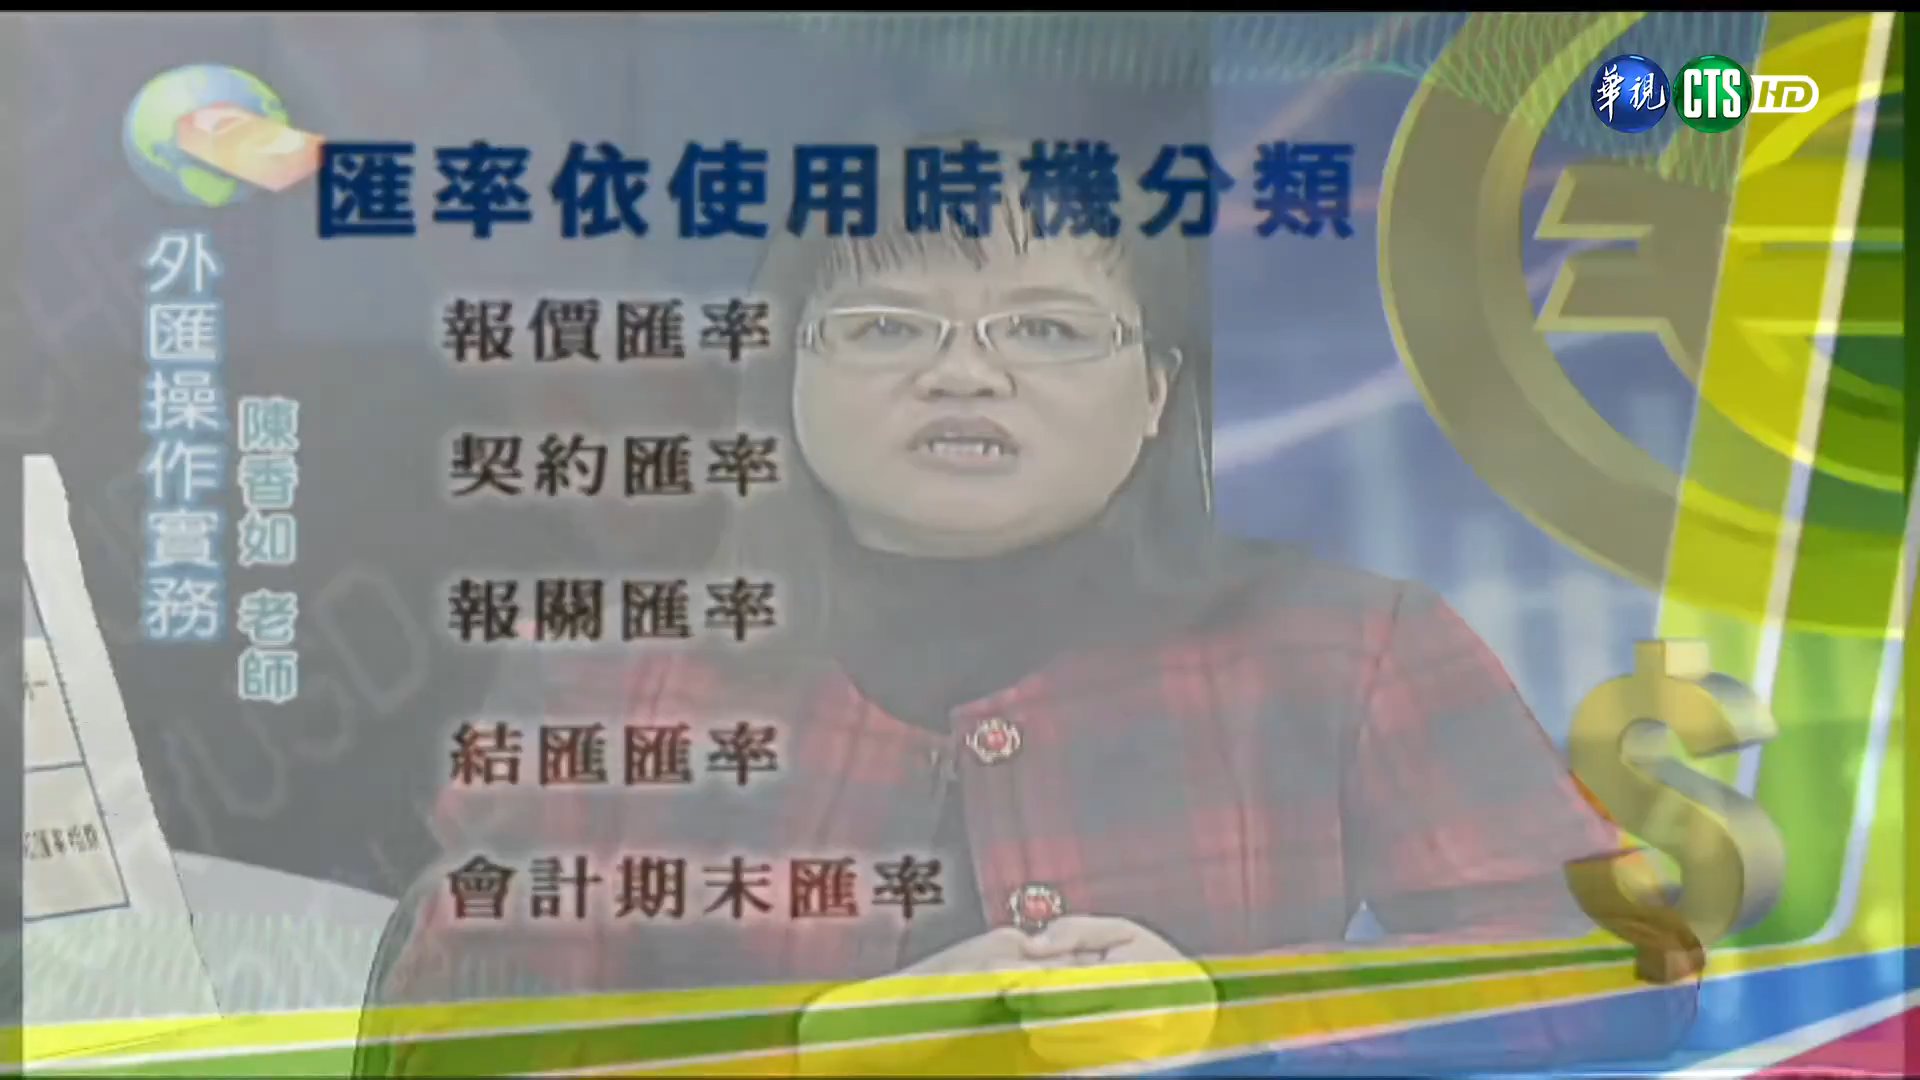 華視 CTS HD
匯率依使用時機分類
外匯操作實務
陳香如 老師
報價匯率
契約匯率
報關匯率
結匯匯率
會計期末匯率